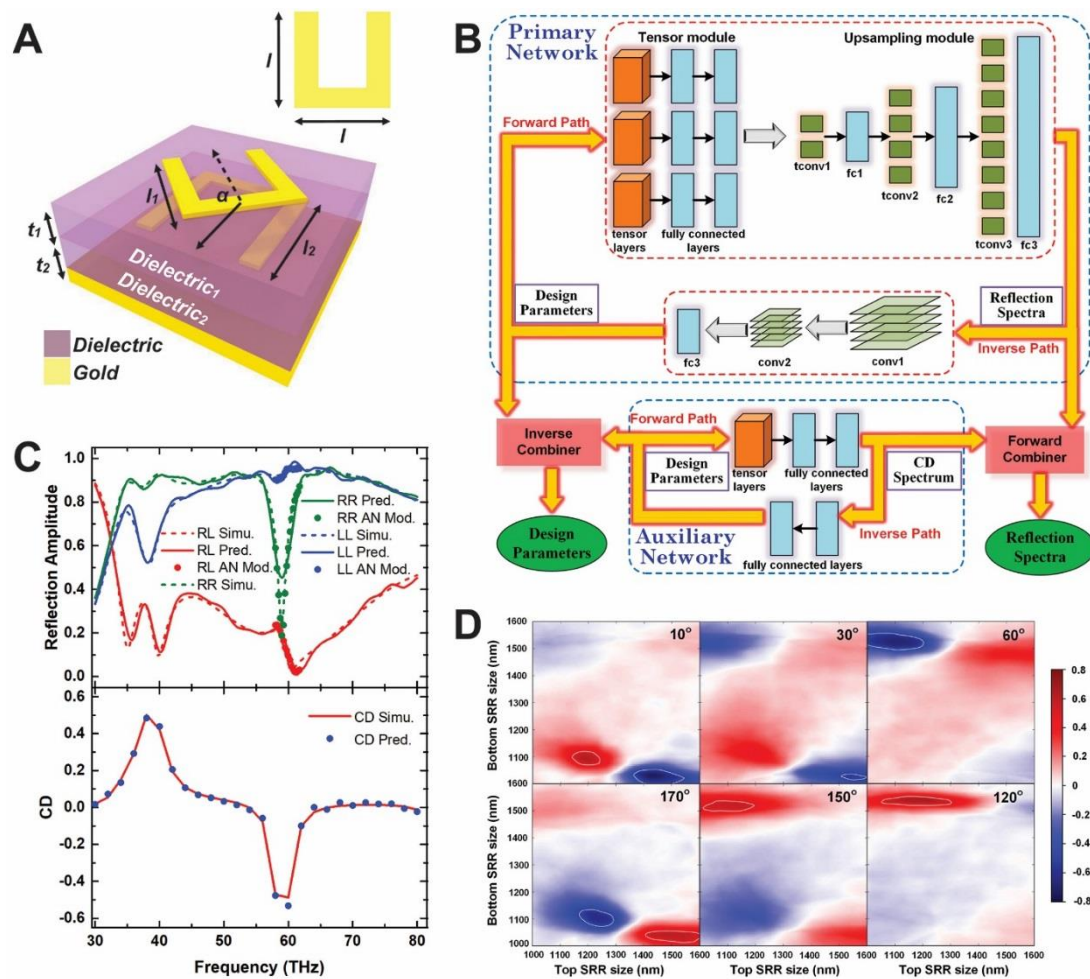 A
l
l
l1
α
l2
t1
t2
Dielectric1
Dielectric2
Dielectric
Gold
B
Primary
Network
Tensor module
Upsampling module
Forward Path
tconv1
fc1
tconv2
fc2
tconv3
fc3
tensor
layers
fully connected
layers
Design
Parameters
Reflection
Spectra
fc3
conv2
conv1
Inverse Path
Inverse
Combiner
Forward Path
Design
Parameters
tensor
layers
fully connected
layers
CD
Spectrum
Forward
Combiner
Inverse Path
Design
Parameters
Auxiliary
Network
fully connected layers
Reflection
Spectra
C
Reflection Amplitude
1.0
0.8
0.6
0.4
0.2
0.0
RL Simu.
RL Pred.
RL AN Mod.
RR Simu.
RR Pred.
RR AN Mod.
LL Simu.
LL Pred.
LL AN Mod.
CD
0.6
0.4
0.2
0.0
-0.2
-0.4
-0.6
CD Simu.
CD Pred.
30 40 50 60 70 80
Frequency (THz)
D
Bottom SRR size (nm)
1600
1500
1400
1300
1200
1100
1000
10°
30°
60°
Bottom SRR size (nm)
1500
1400
1300
1200
1100
1000
170°
150°
120°
1000 1100 1200 1300 1400 1500 1600 1100 1200 1300 1400 1500 1600 1100 1200 1300 1400 1500 1600
Top SRR size (nm) Top SRR size (nm) Top SRR size (nm)
0.8
0.6
0.4
0.2
0
-0.2
-0.4
-0.6
-0.8